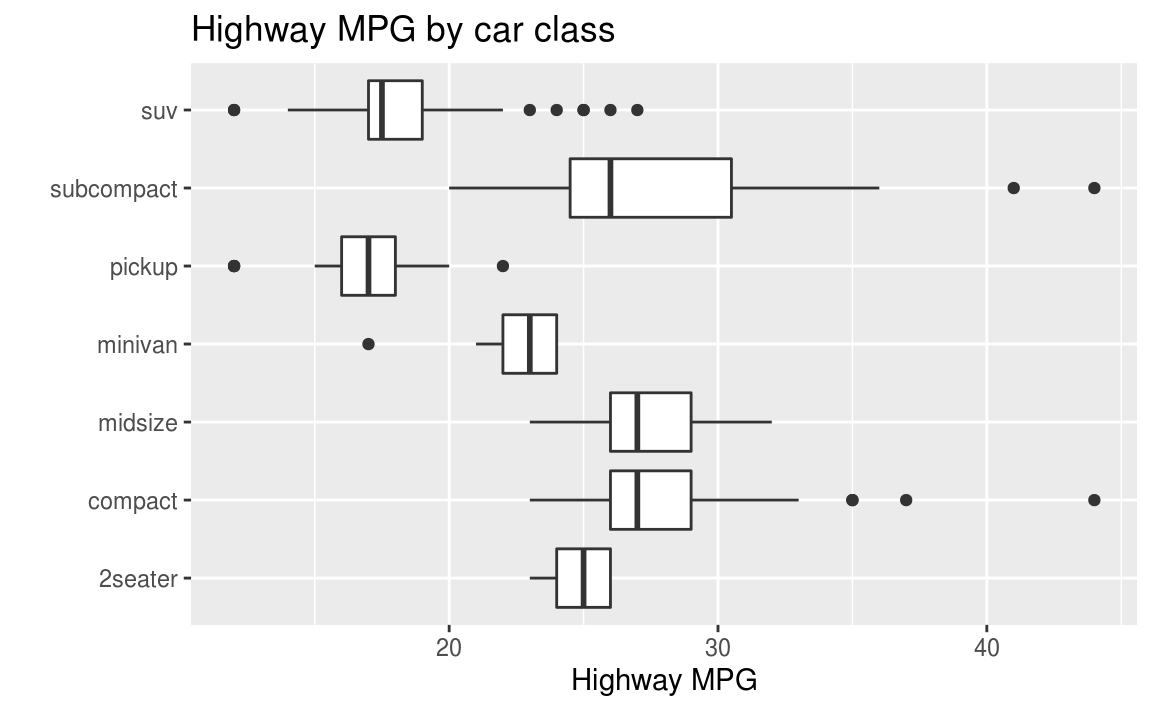 Highway MPG by car class
suv
subcompact
pickup
minivan
midsize
compact
2seater
20 30 40
Highway MPG